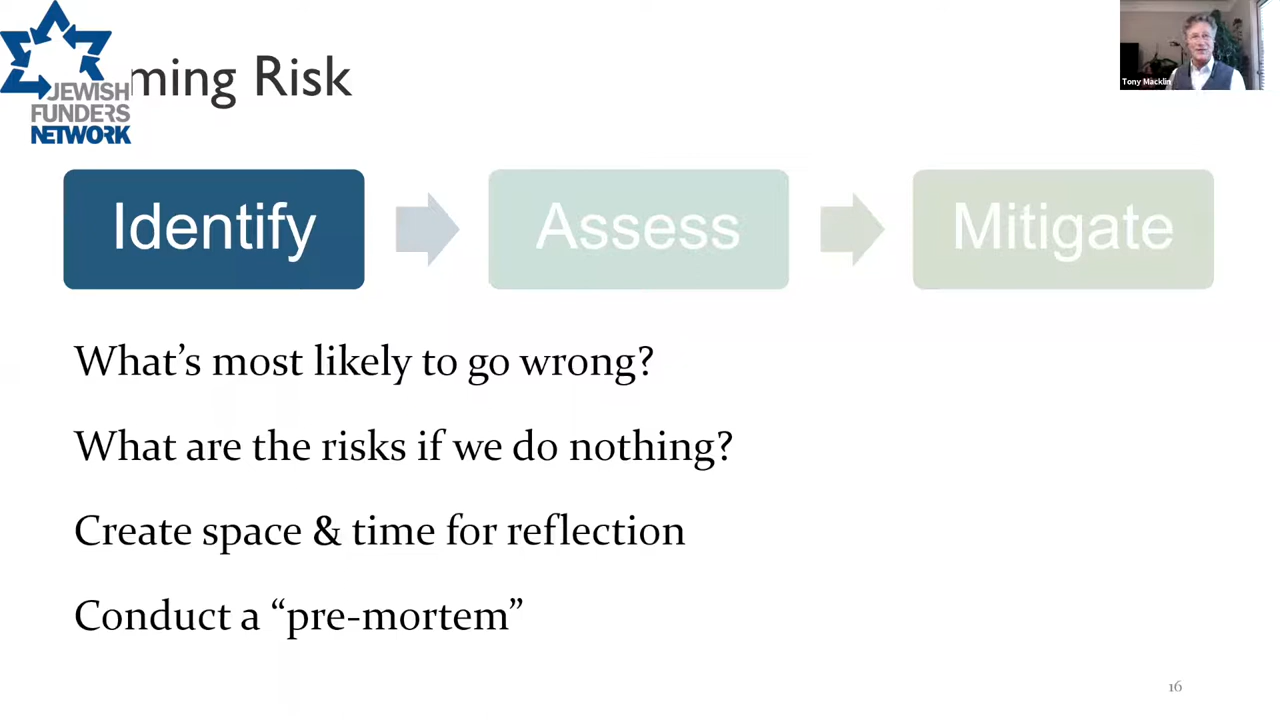 ming Risk
JEWISH
FUNDERS
NETWORK
Tony Macklin
Identify
Assess
Mitigate
What’s most likely to go wrong?
What are the risks if we do nothing?
Create space & time for reflection
Conduct a “pre-mortem”
16